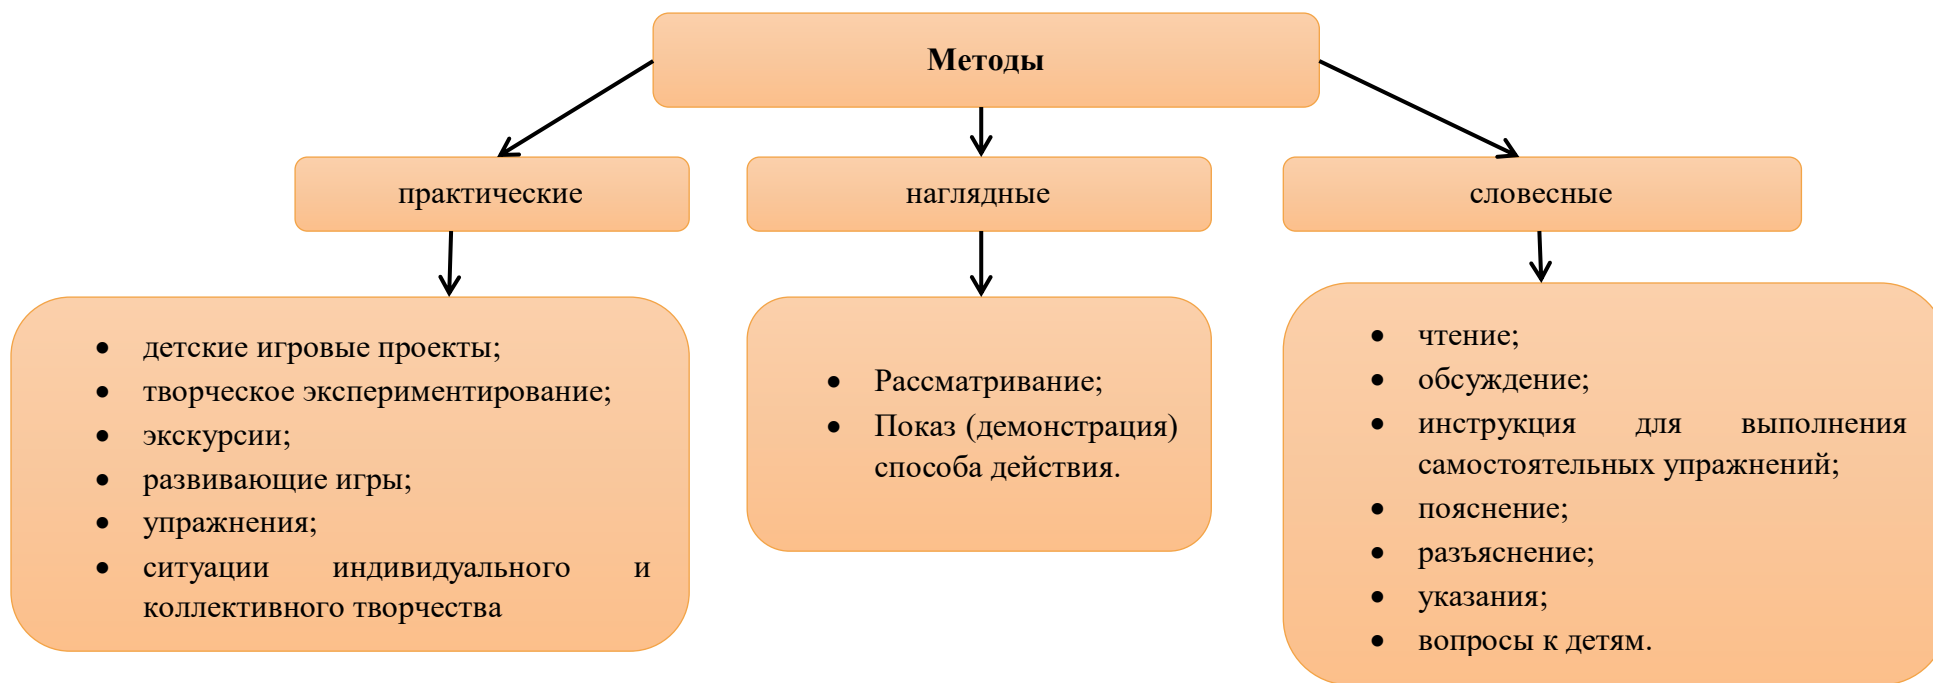 Методы
практические
наглядные
словесные
детские игровые проекты;
творческое экспериментирование;
экскурсии;
развивающие игры;
упражнения;
ситуации индивидуального и
коллективного творчества
Рассматривание;
Показ (демонстрация)
способа действия.
чтение;
обсуждение;
инструкция для выполнения
самостоятельных упражнений;
пояснение;
разъяснение;
указания;
вопросы к детям.